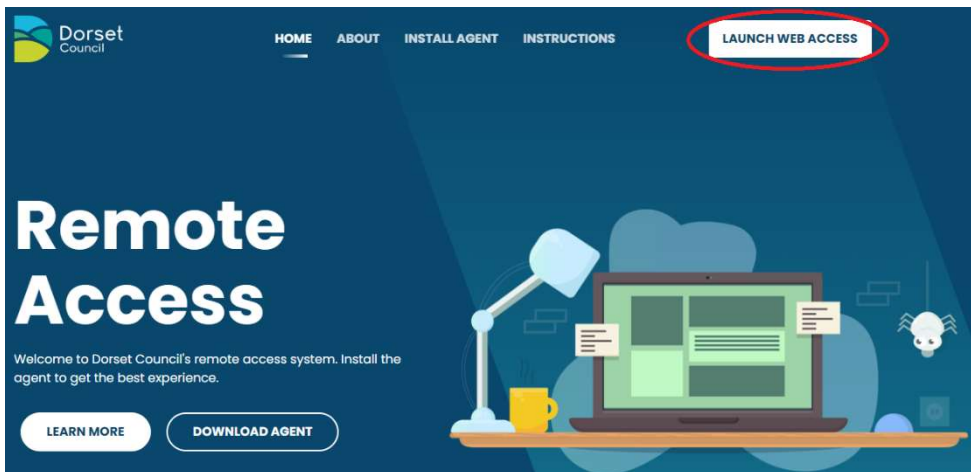 Dorset
Council
HOME ABOUT INSTALL AGENT INSTRUCTIONS LAUNCH WEB ACCESS
Remote
Access
Welcome to Dorset Council's remote access system. Install the
agent to get the best experience.
LEARN MORE DOWNLOAD AGENT